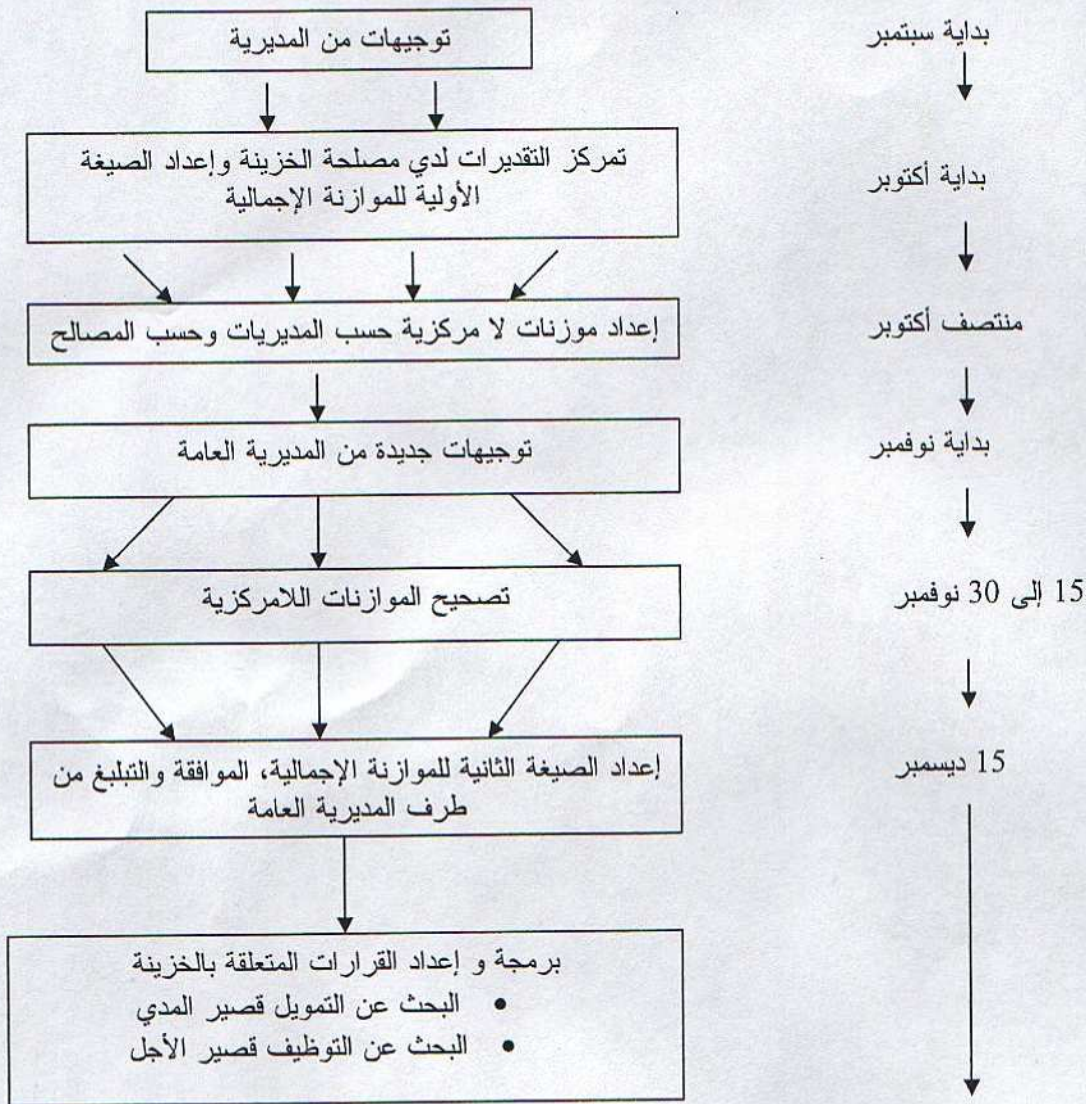 توجيهات من المديرية
بداية سبتمبر
تمركز التقديرات لدي مصلحة الخزينة وإعداد الصيغة
الأولية للموازنة الإجمالية
بداية أكتوبر
إعداد موزنات لا مركزية حسب المديريات وحسب المصالح
منتصف أكتوبر
توجيهات جديدة من المديرية العامة
بداية نوفمبر
تصحيح الموازنات اللامركزية
15 إلى 30 نوفمبر
إعداد الصيغة الثانية للموازنة الإجمالية، الموافقة والتبليغ من
طرف المديرية العامة
15 ديسمبر
برمجة و إعداد القرارات المتعلقة بالخزينة
• البحث عن التمويل قصير المدي
• البحث عن التوظيف قصير الأجل